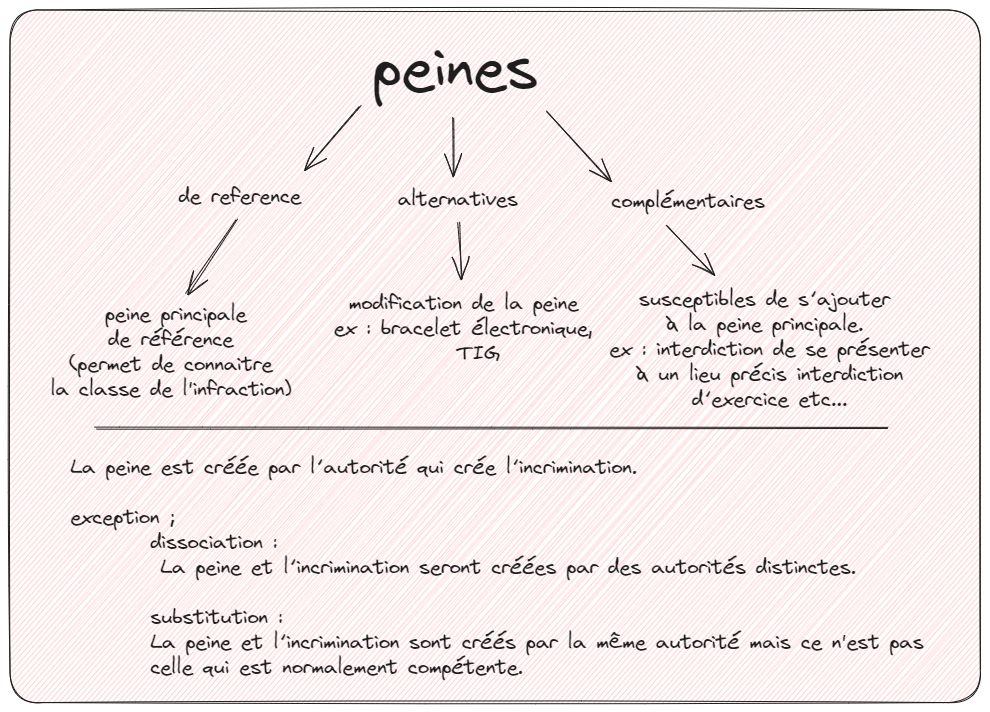 peines
de reference
alternatives
complémentaires
peine principale
de référence
(permet de connaitre
la classe de l'infraction)
modification de la peine
ex : bracelet électronique,
TIG,
susceptibles de s'ajouter
à la peine principale.
ex : interdiction de se présenter
à un lieu précis interdiction
d'exercice etc...
La peine est créée par l'autorité qui crée l'incrimination.
exception ;
dissociation :
La peine et l'incrimination seront créées par des autorités distinctes.
substitution :
La peine et l'incrimination sont créés par la même autorité mais ce n'est pas
celle qui est normalement compétente.